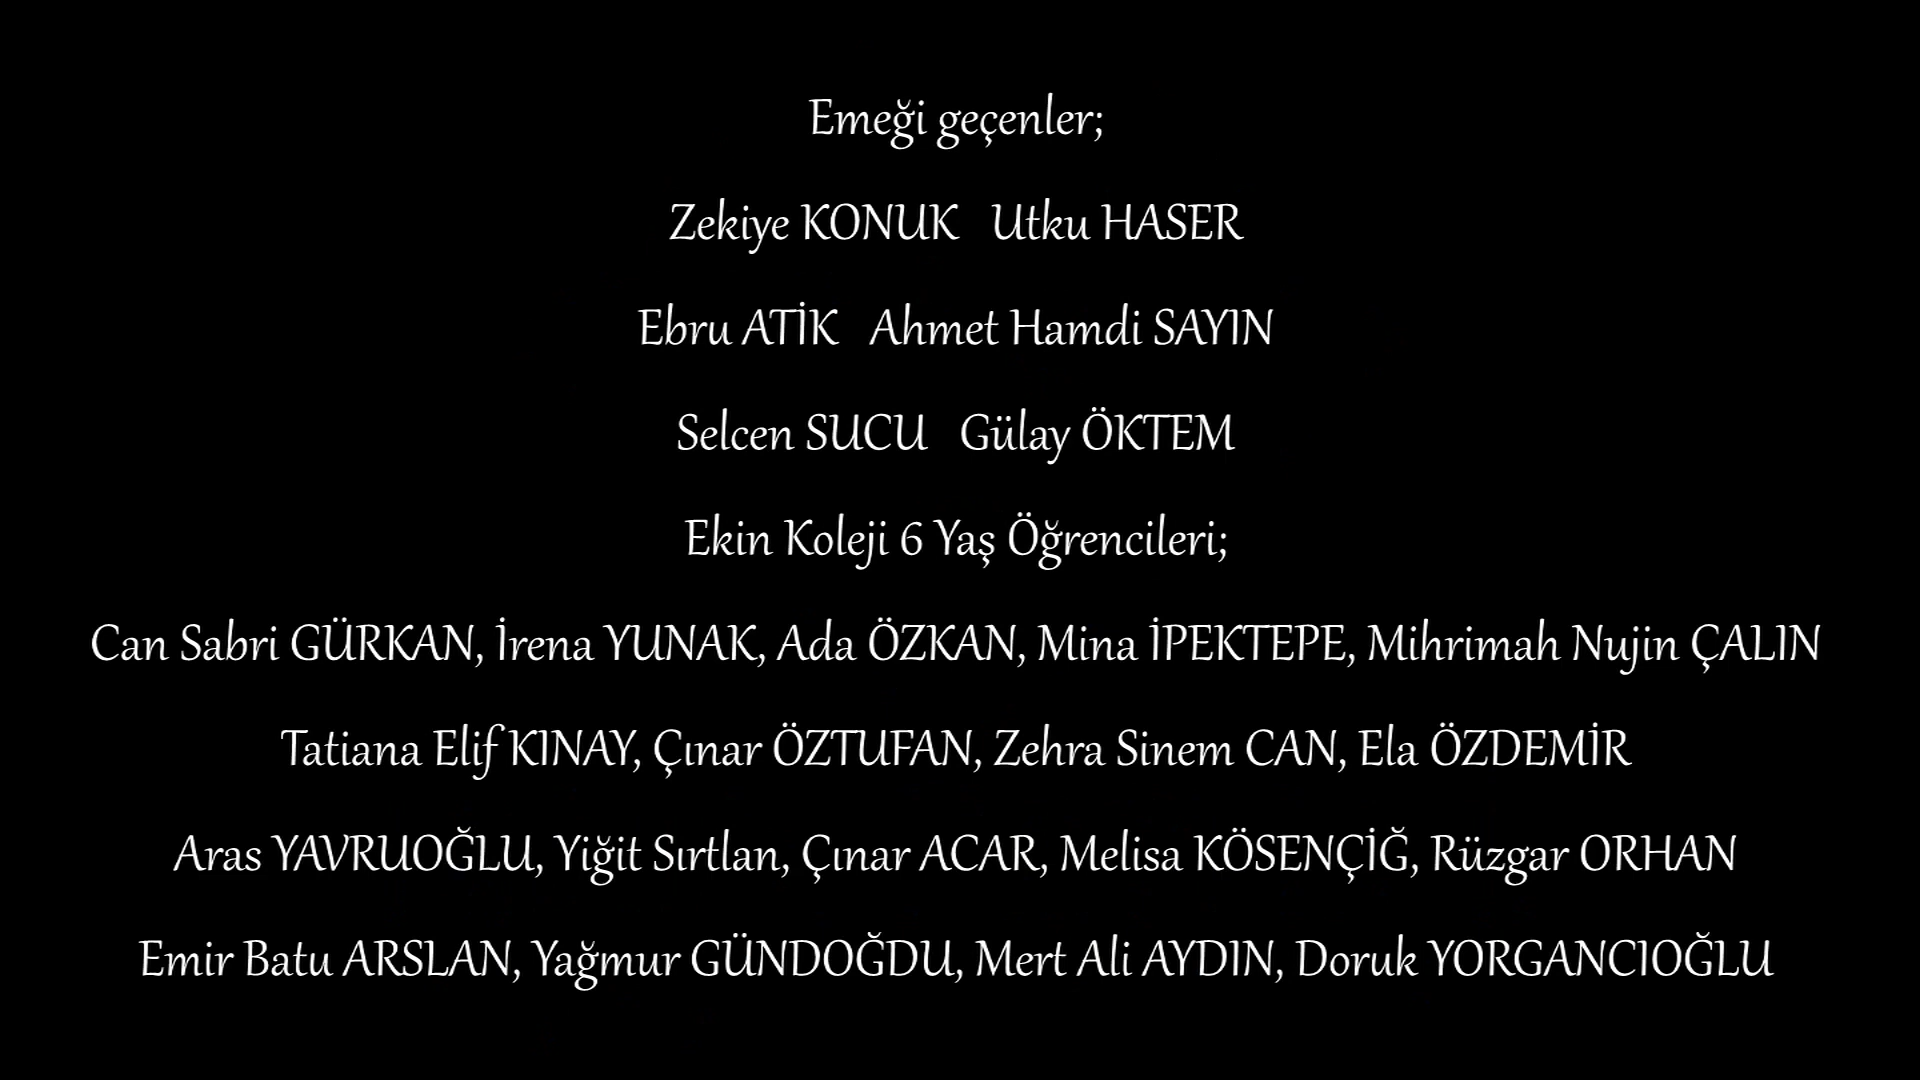 Emeği geçenler;
Zekiye KONUK Utku HASER
Ebru ATİK Ahmet Hamdi SAYIN
Selcen SUCU Gülay ÖKTEM
Ekin Koleji 6 Yaş Öğrencileri;
Can Sabri GÜRKAN, İrena YUNAK, Ada ÖZKAN, Mina İPEKTEPE, Mihrimah Nujin ÇALIN
Tatiana Elif KINAY, Çınar ÖZTUFAN, Zehra Sinem CAN, Ela ÖZDEMİR
Aras YAVRUOĞLU, Yiğit Sırtlan, Çınar ACAR, Melisa KÖSENÇİĞ, Rüzgar ORHAN
Emir Batu ARSLAN, Yağmur GÜNDOĞDU, Mert Ali AYDIN, Doruk YORGANCIOĞLU